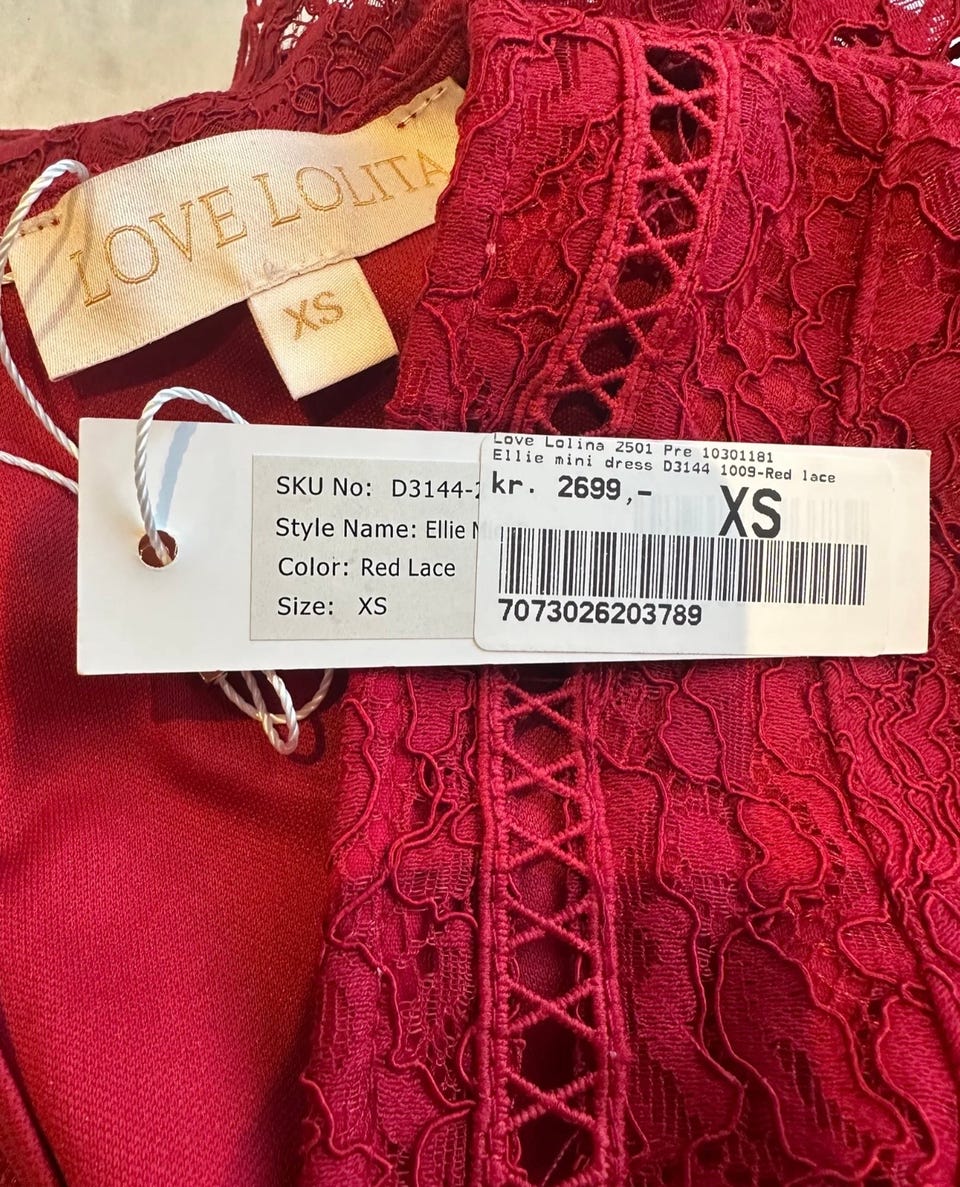 LOVE LOLITA
XS
SKU No: D3144-
Style Name: Ellie
Color: Red Lace
Size: XS
Love Lolina 2501 Pre 10301181
Ellie mini dress D3144 1009-Red lace
kr. 2699,-
XS
7073026203789